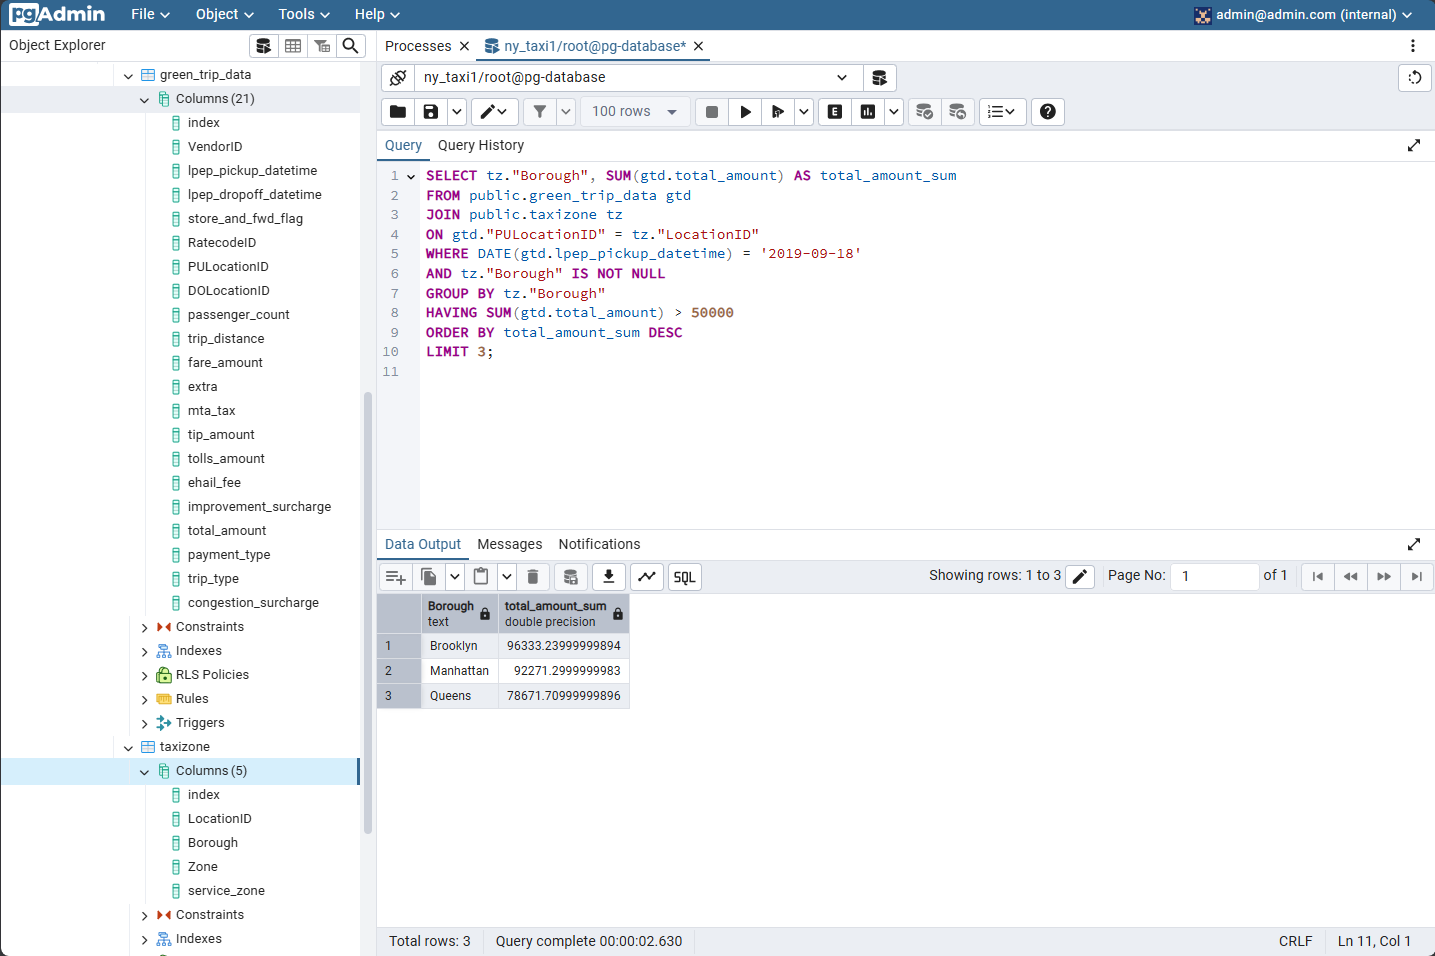 pgAdmin File Object Tools Help admin@admin.com (internal)
Object Explorer
Processes ny_taxi1/root@pg-database*
green_trip_data
Columns (21)
index
VendorID
lpep_pickup_datetime
lpep_dropoff_datetime
store_and_fwd_flag
RatecodeID
PULocationID
DOLocationID
passenger_count
trip_distance
fare_amount
extra
mta_tax
tip_amount
tolls_amount
ehail_fee
improvement_surcharge
total_amount
payment_type
trip_type
congestion_surcharge
Constraints
Indexes
RLS Policies
Rules
Triggers
taxizone
Columns (5)
index
LocationID
Borough
Zone
service_zone
Constraints
Indexes
ny_taxi1/root@pg-database
100 rows E
Query Query History
1 SELECT tz."Borough", SUM(gtd.total_amount) AS total_amount_sum
2 FROM public.green_trip_data gtd
3 JOIN public.taxizone tz
4 ON gtd."PULocationID" = tz."LocationID"
5 WHERE DATE(gtd.lpep_pickup_datetime) = '2019-09-18'
6 AND tz."Borough" IS NOT NULL
7 GROUP BY tz."Borough"
8 HAVING SUM(gtd.total_amount) > 50000
9 ORDER BY total_amount_sum DESC
10 LIMIT 3;
11
Data Output Messages Notifications
SQL Showing rows: 1 to 3 Page No: 1 of 1
Borough total_amount_sum
text double precision
1 Brooklyn 96333.23999999894
2 Manhattan 92271.2999999983
3 Queens 78671.70999999896
Total rows: 3 Query complete 00:00:02.630 CRLF Ln 11, Col 1